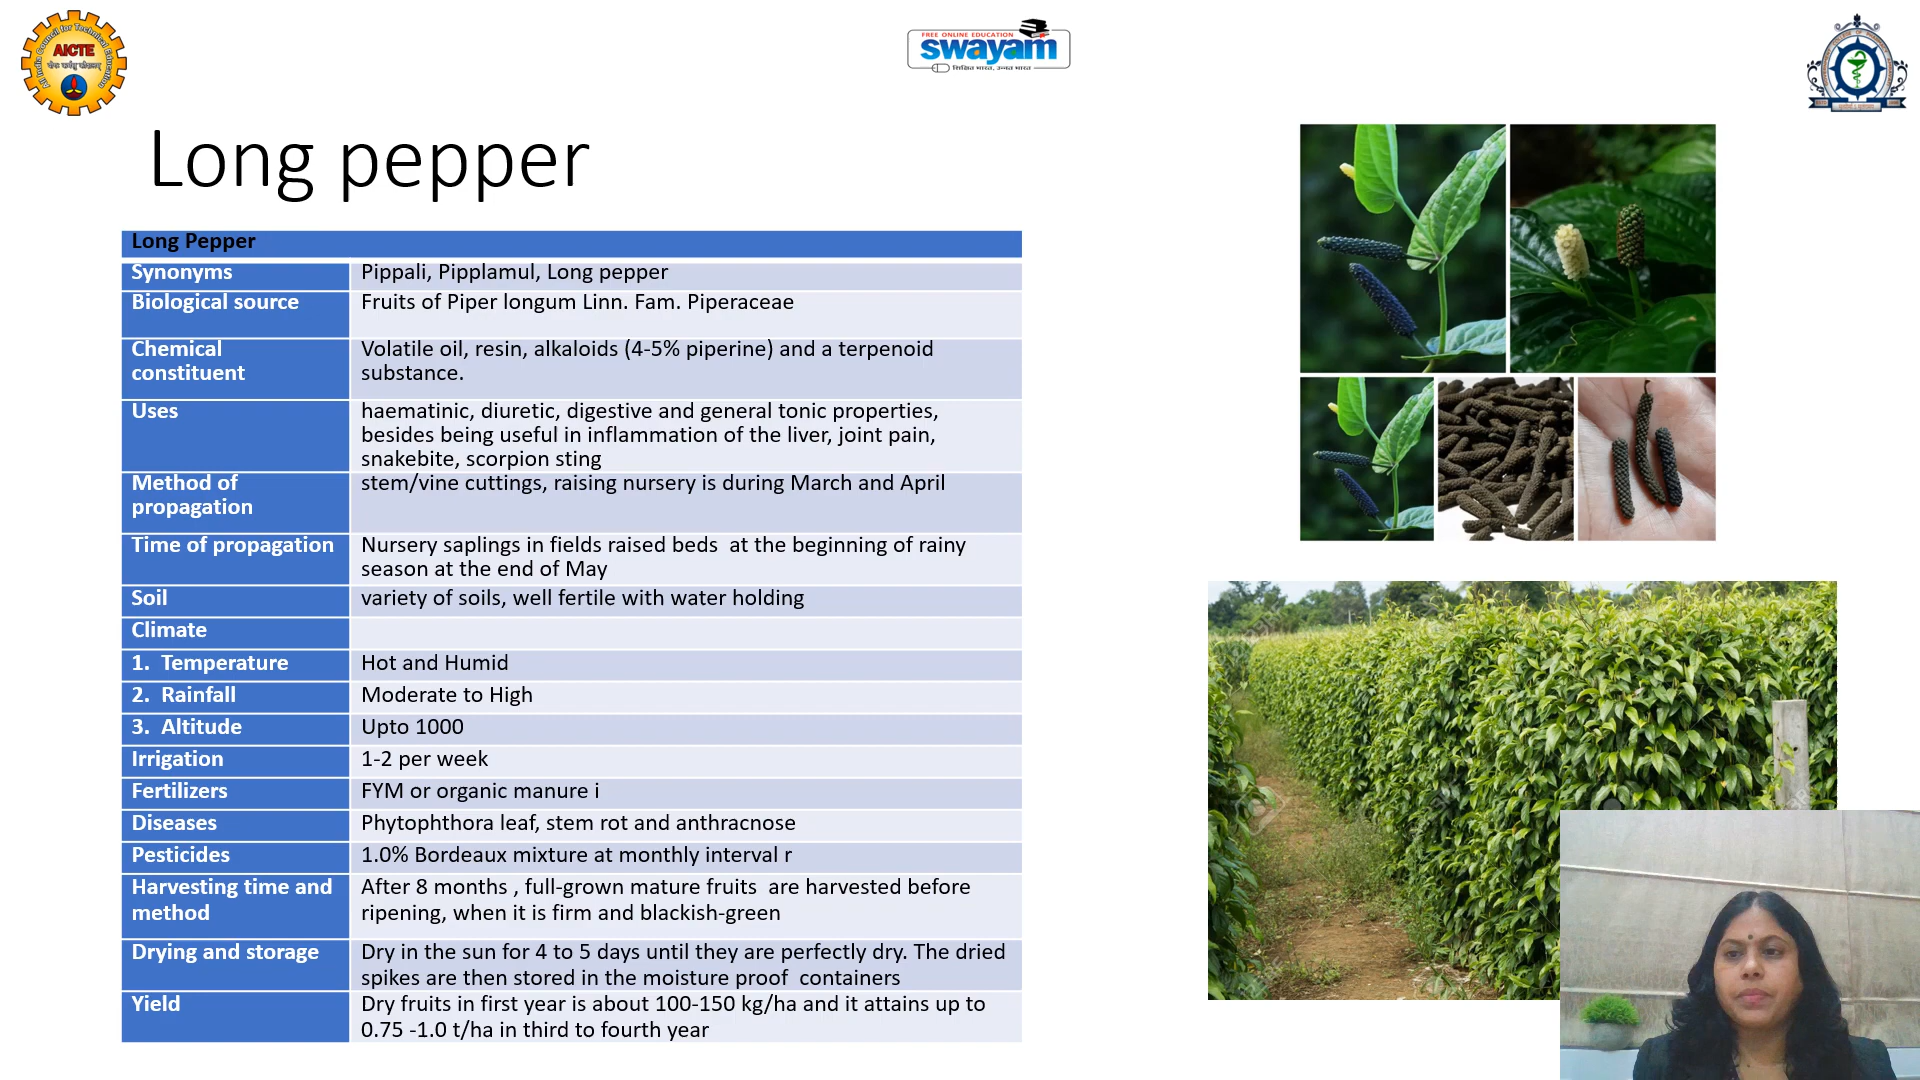 All India Council for Technical Education
AICTE
FREE ONLINE EDUCATION
swayam
शिक्षित भारत, उन्नत भारत
Long pepper
Long Pepper
Synonyms Pippali, Pipplamul, Long pepper
Biological source Fruits of Piper longum Linn. Fam. Piperaceae
Chemical Volatile oil, resin, alkaloids (4-5% piperine) and a terpenoid
constituent substance.
Uses haematinic, diuretic, digestive and general tonic properties,
besides being useful in inflammation of the liver, joint pain,
snakebite, scorpion sting
Method of stem/vine cuttings, raising nursery is during March and April
propagation
Time of propagation Nursery saplings in fields raised beds  at the beginning of rainy
season at the end of May
Soil variety of soils, well fertile with water holding
Climate
1. Temperature Hot and Humid
2. Rainfall Moderate to High
3. Altitude Upto 1000
Irrigation 1-2 per week
Fertilizers FYM or organic manure i
Diseases Phytophthora leaf, stem rot and anthracnose
Pesticides 1.0% Bordeaux mixture at monthly interval r
Harvesting time and After 8 months , full-grown mature fruits  are harvested before
method ripening, when it is firm and blackish-green
Drying and storage Dry in the sun for 4 to 5 days until they are perfectly dry. The dried
spikes are then stored in the moisture proof  containers
Yield Dry fruits in first year is about 100-150 kg/ha and it attains up to
0.75 -1.0 t/ha in third to fourth year